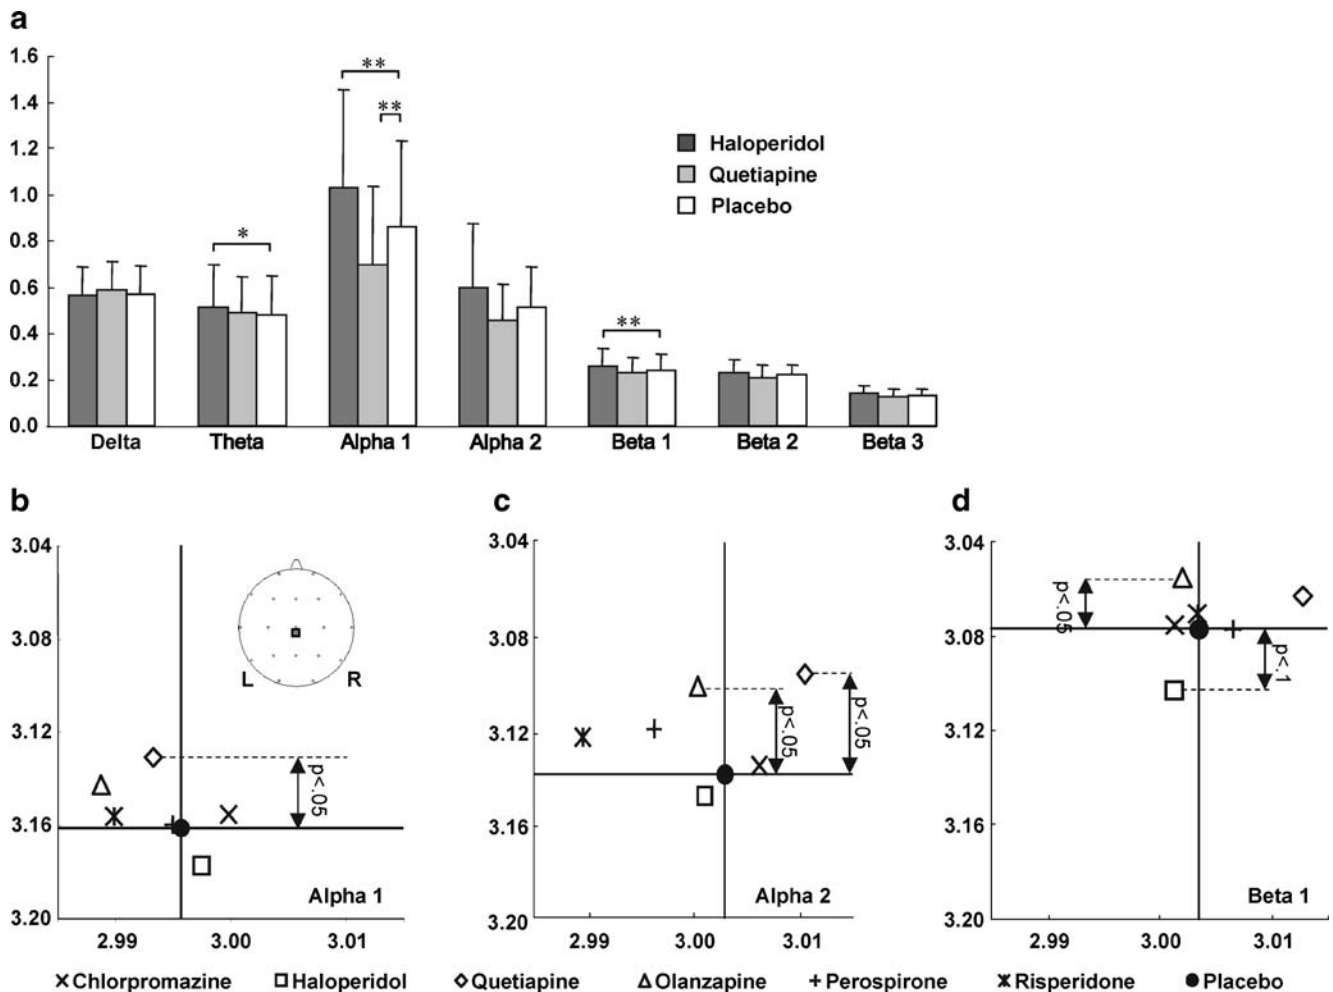 a
1.6
1.4
1.2
1.0
0.8
0.6
0.4
0.2
0.0
**
**
*
**
Haloperidol
Quetiapine
Placebo
Delta Theta Alpha 1 Alpha 2 Beta 1 Beta 2 Beta 3
b
3.04
3.08
3.12
3.16
3.20
L R
p<.05
Alpha 1
2.99 3.00 3.01
c
3.04
3.08
3.12
3.16
3.20
p<.05
p<.05
Alpha 2
2.99 3.00 3.01
d
3.04
3.08
3.12
3.16
3.20
p<.05
p<.1
Beta 1
2.99 3.00 3.01
Chlorpromazine Haloperidol Quetiapine Olanzapine Perospirone Risperidone Placebo